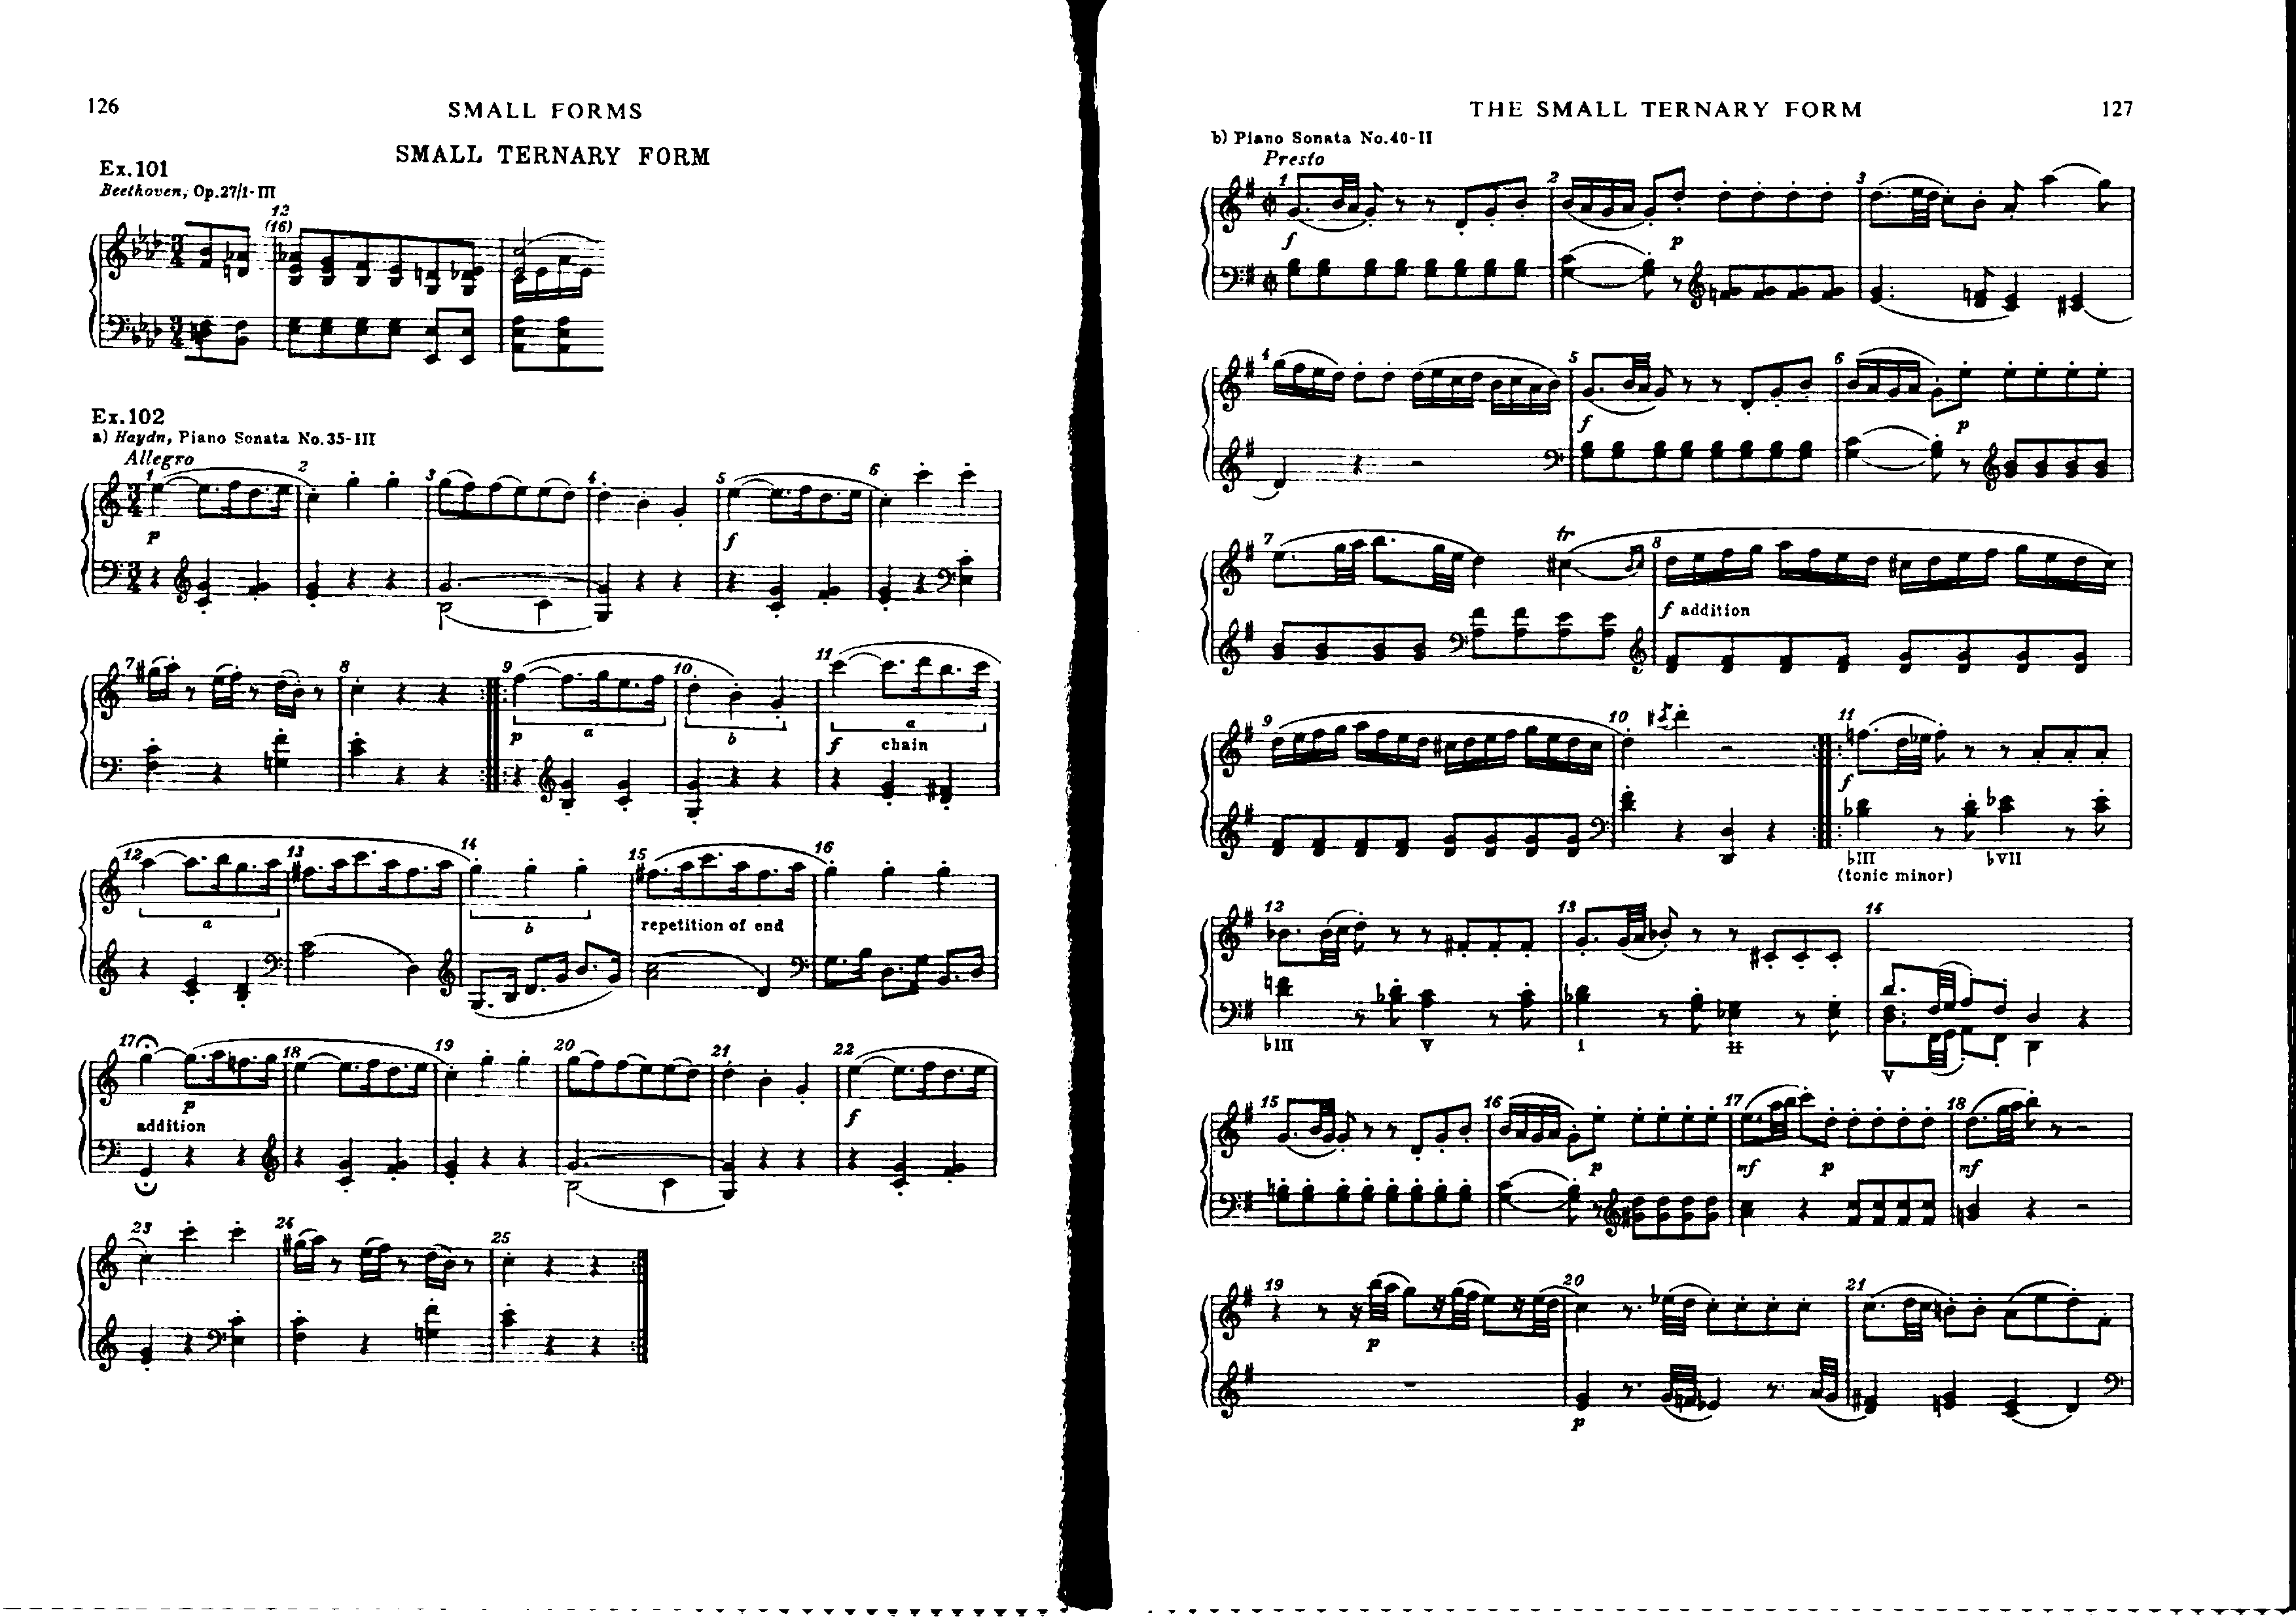 126
SMALL FORMS
SMALL TERNARY FORM
Ex.101
Beethoven, Op.27/1-III
12
(16)
Ex.102
a) Haydn, Piano Sonata No.35-III
Allegro
1 2 3 4 5 6
p f
7 8 9 10 11
p a b f chain a
12 13 14 15 16
a b repetition of end
17 18 19 20 21 22
p f
addition
23 24 25
THE SMALL TERNARY FORM
127
b) Piano Sonata No.40-II
Presto
1 2 3
f p
4 5 6
f p
7 tr 8
f addition
9 10 11
f
♭III ♭VII
(tonic minor)
12 13 14
♭III V I II V
15 16 17 18
p mf p mf
19 20 21
p
p